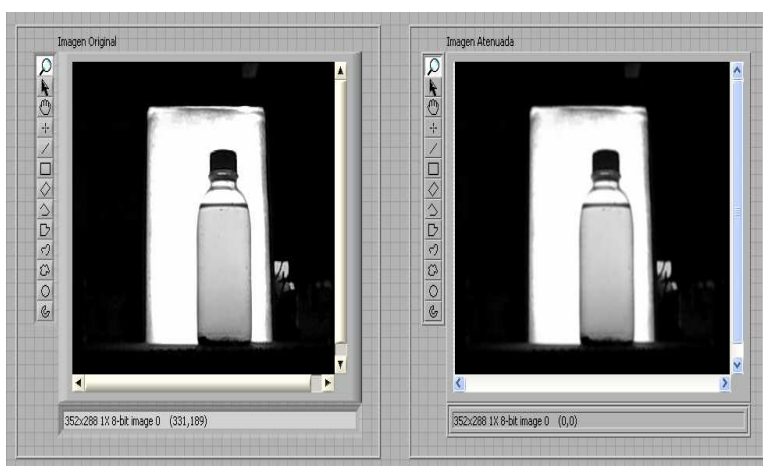 Imagen Original
Imagen Atenuada
352x288 1X 8-bit image 0 (331,189)
352x288 1X 8-bit image 0 (0,0)